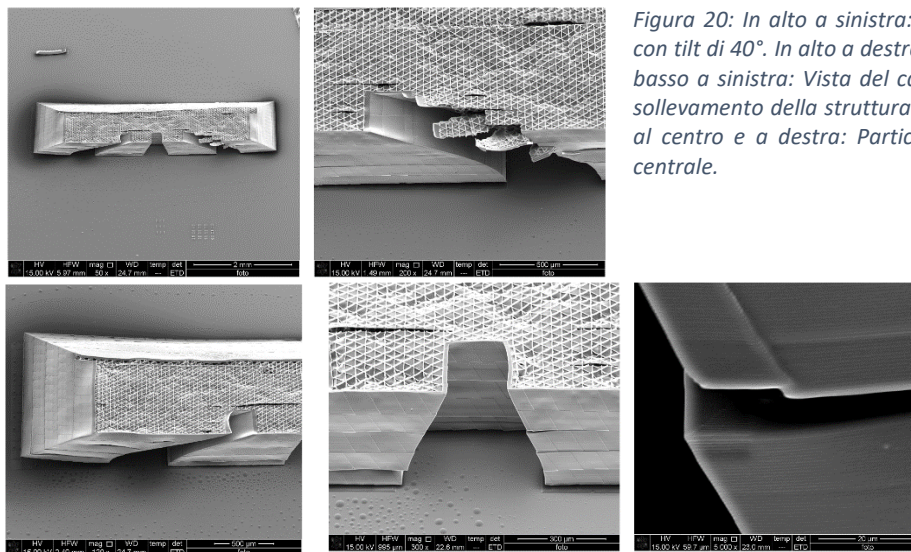 Figura 20: In alto a sinistra:
con tilt di 40°. In alto a destra
basso a sinistra: Vista del
sollevamento della struttura
al centro e a destra:
centrale.
HV HFW mag WD temp det 2 mm
15.00 kV 5.97 mm 50 x 24.7 mm --- ETD foto
HV HFW mag WD temp det 500 µm
15.00 kV 1.49 mm 200 x 24.7 mm --- ETD foto
HV HFW mag WD temp det 500 µm
HV HFW mag WD temp det 300 µm
15.00 kV 995 µm 300 x 22.6 mm --- ETD foto
HV HFW mag WD temp det 20 µm
15.00 kV 59.7 µm 5 000 x 23.0 mm --- ETD foto